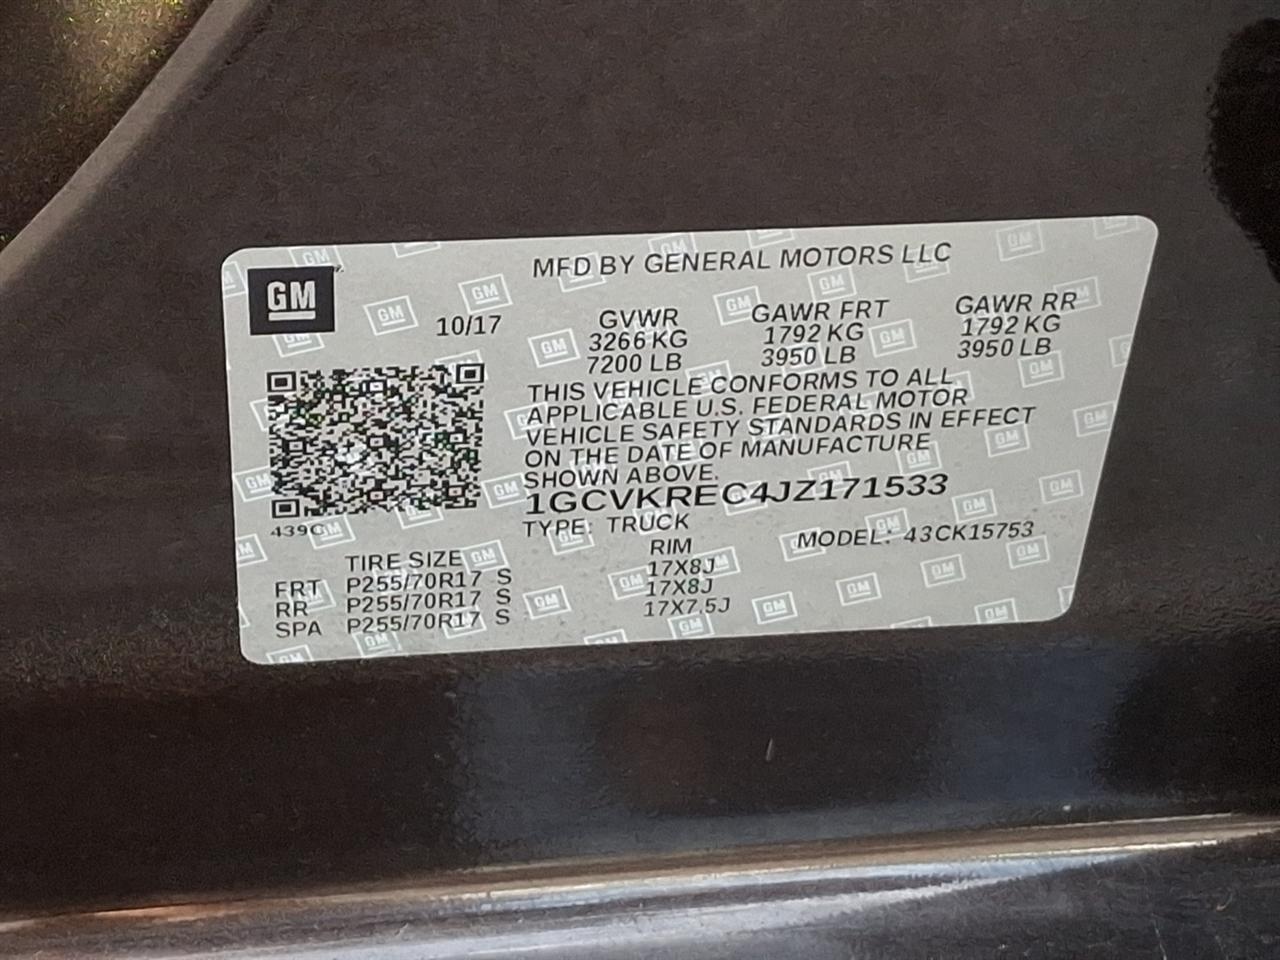 GM
MFD BY GENERAL MOTORS LLC
10/17
GVWR GAWR FRT GAWR RR
3266 KG 1792 KG 1792 KG
7200 LB 3950 LB 3950 LB
THIS VEHICLE CONFORMS TO ALL
APPLICABLE U.S. FEDERAL MOTOR
VEHICLE SAFETY STANDARDS IN EFFECT
ON THE DATE OF MANUFACTURE
SHOWN ABOVE.
1GCVKREC4JZ171533
439C
TYPE: TRUCK MODEL: 43CK15753
TIRE SIZE RIM
FRT P255/70R17 S 17X8J
RR P255/70R17 S 17X8J
SPA P255/70R17 S 17X7.5J